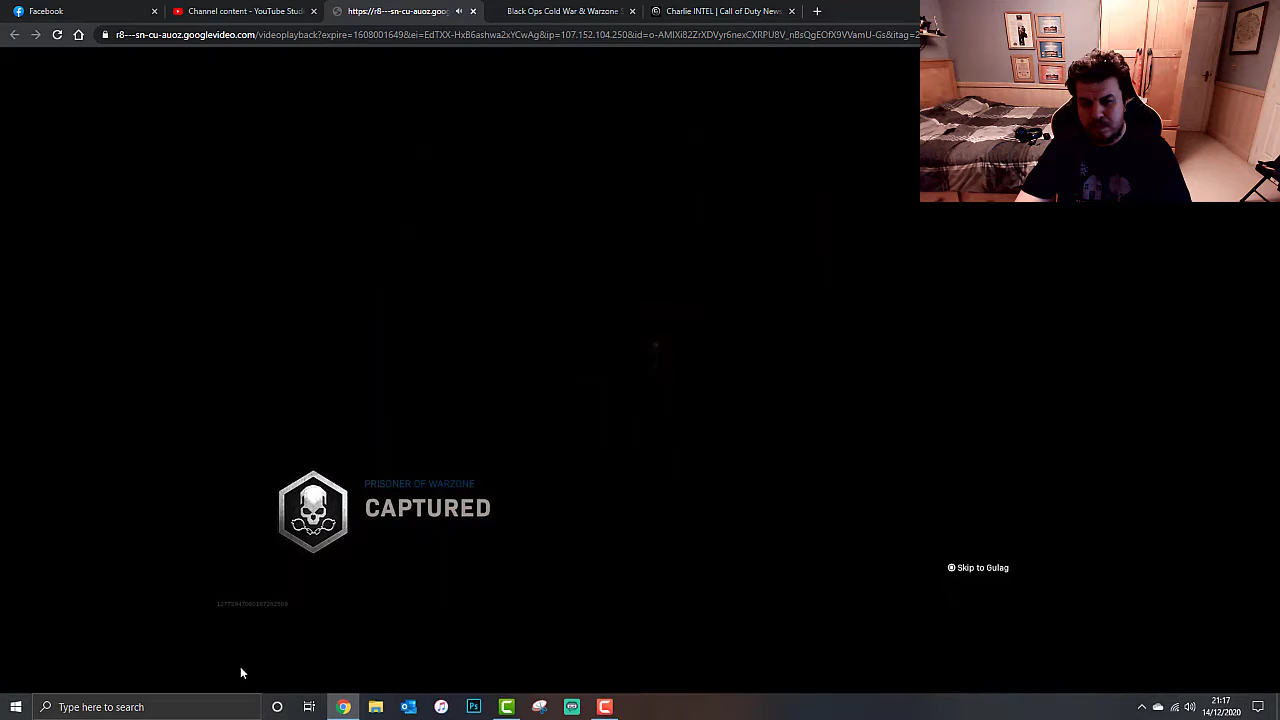 Facebook
Channel content - YouTube Stud
https://r8---sn-cu-auoz.goog
Black Ops Cold War & Warzone S
Charlie INTEL | Call of Duty News
PRISONER OF WARZONE
CAPTURED
Skip to Gulag
Type here to search
21:17
14/12/2020